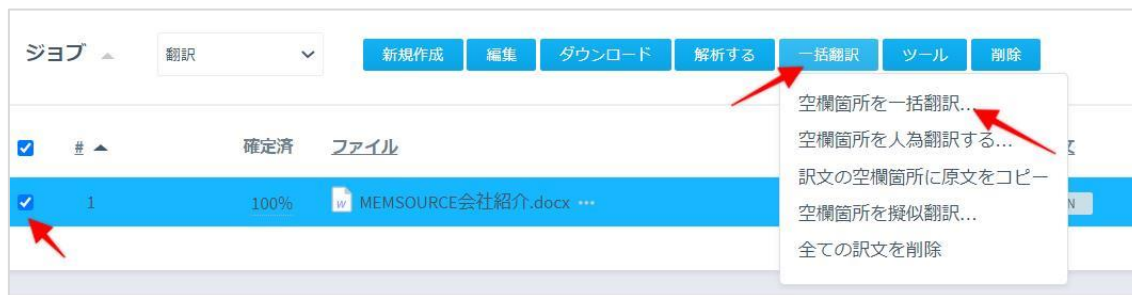 ジョブ 翻訳 新規作成 編集 ダウンロード 解析する 一括翻訳 ツール 削除
空欄箇所を一括翻訳...
# 確定済 ファイル
空欄箇所を人為翻訳する...
訳文の空欄箇所に原文をコピー
1 100% MEMSOURCE会社紹介.docx ...
空欄箇所を擬似翻訳...
全ての訳文を削除